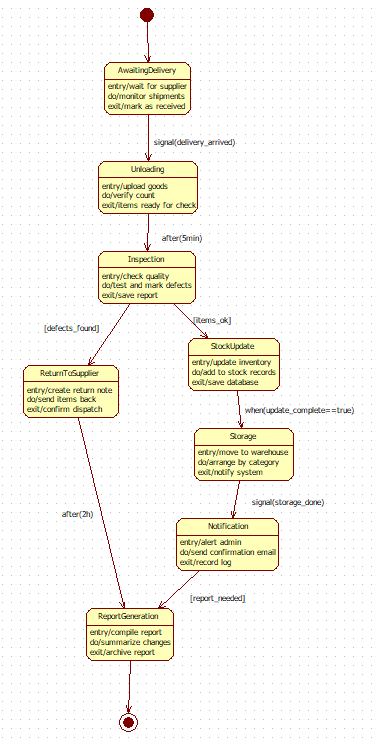 AwaitingDelivery
entry/wait for supplier
do/monitor shipments
exit/mark as received
signal(delivery_arrived)
Unloading
entry/upload goods
do/verify count
exit/items ready for check
after(5min)
Inspection
entry/check quality
do/test and mark defects
exit/save report
[defects_found]
[items_ok]
StockUpdate
entry/update inventory
do/add to stock records
exit/save database
ReturnToSupplier
entry/create return note
do/send items back
exit/confirm dispatch
when(update_complete==true)
Storage
entry/move to warehouse
do/arrange by category
exit/notify system
signal(storage_done)
after(2h)
Notification
entry/alert admin
do/send confirmation email
exit/record log
[report_needed]
ReportGeneration
entry/compile report
do/summarize changes
exit/archive report